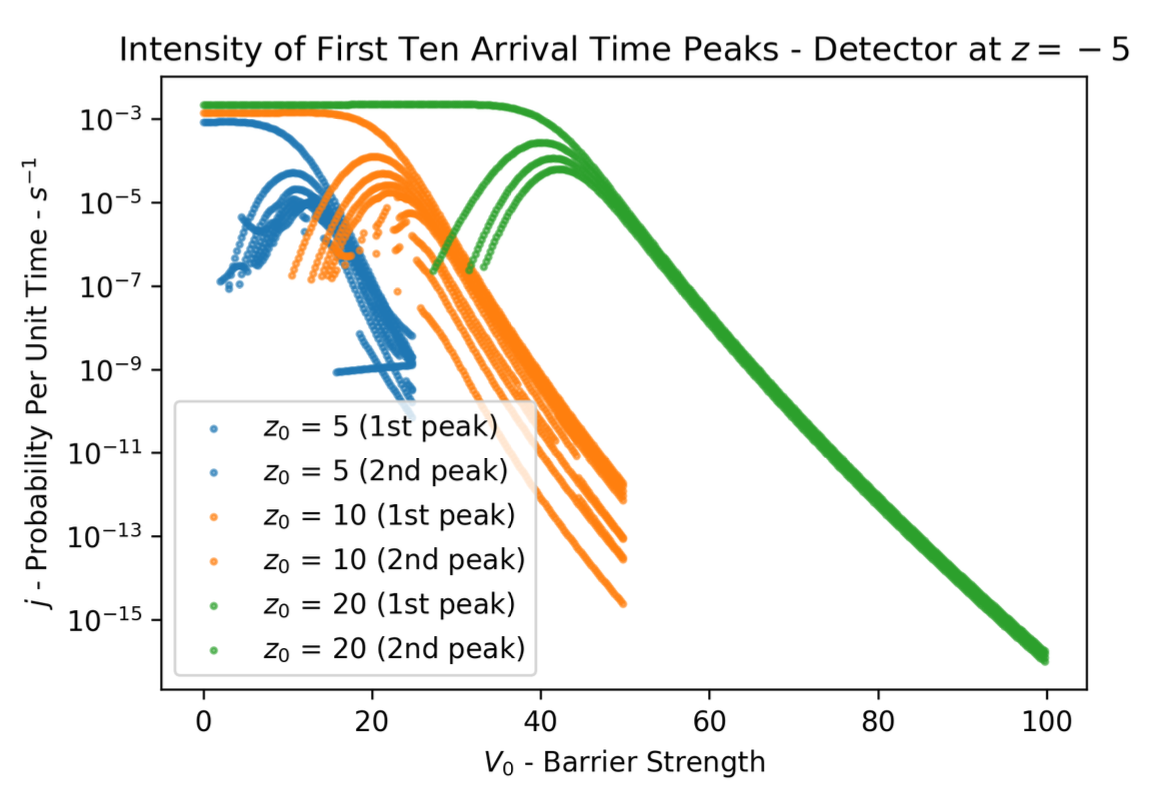 Intensity of First Ten Arrival Time Peaks - Detector at z = −5
j - Probability Per Unit Time - s⁻¹
10⁻³
10⁻⁵
10⁻⁷
10⁻⁹
10⁻¹¹
10⁻¹³
10⁻¹⁵
z₀ = 5 (1st peak)
z₀ = 5 (2nd peak)
z₀ = 10 (1st peak)
z₀ = 10 (2nd peak)
z₀ = 20 (1st peak)
z₀ = 20 (2nd peak)
0 20 40 60 80 100
V₀ - Barrier Strength